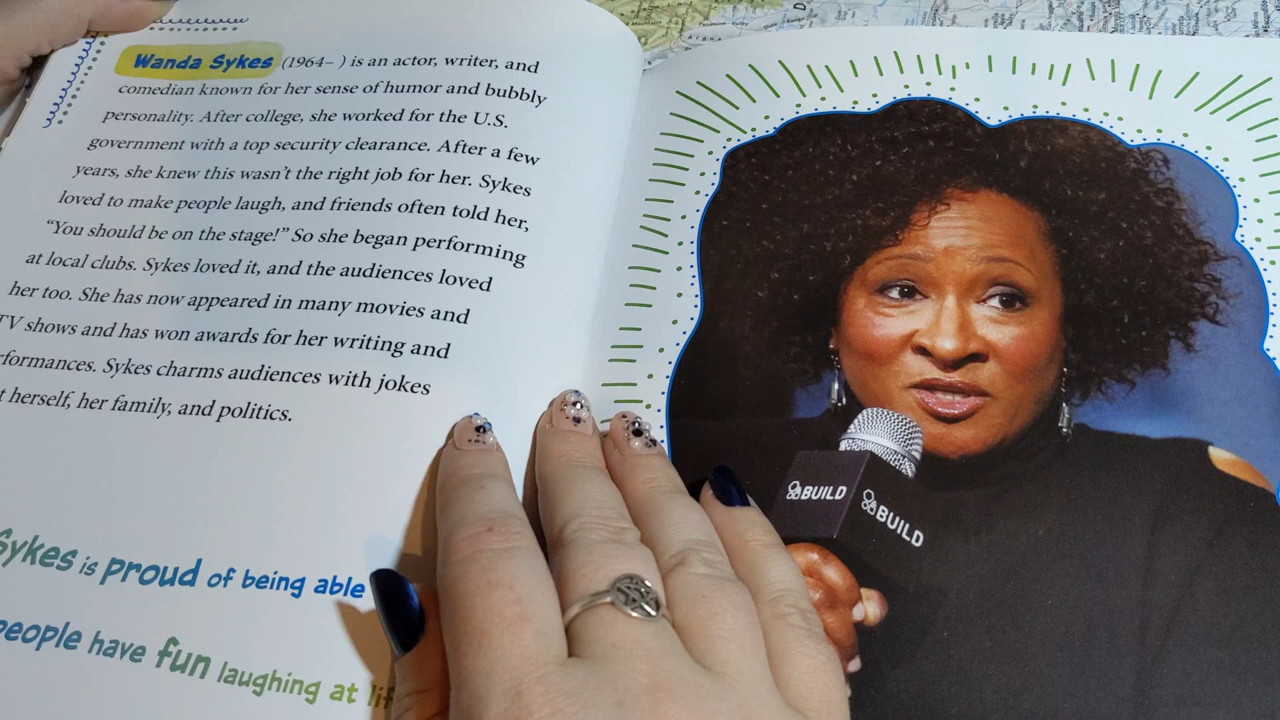 Wanda Sykes (1964– ) is an actor, writer, and
comedian known for her sense of humor and bubbly
personality. After college, she worked for the U.S.
government with a top security clearance. After a few
years, she knew this wasn't the right job for her. Sykes
loved to make people laugh, and friends often told her,
"You should be on the stage!" So she began performing
at local clubs. Sykes loved it, and the audiences loved
her too. She has now appeared in many movies and
TV shows and has won awards for her writing and
rformances. Sykes charms audiences with jokes
t herself, her family, and politics.
Sykes is proud of being able
people have fun laughing at lif
BUILD
BUILD